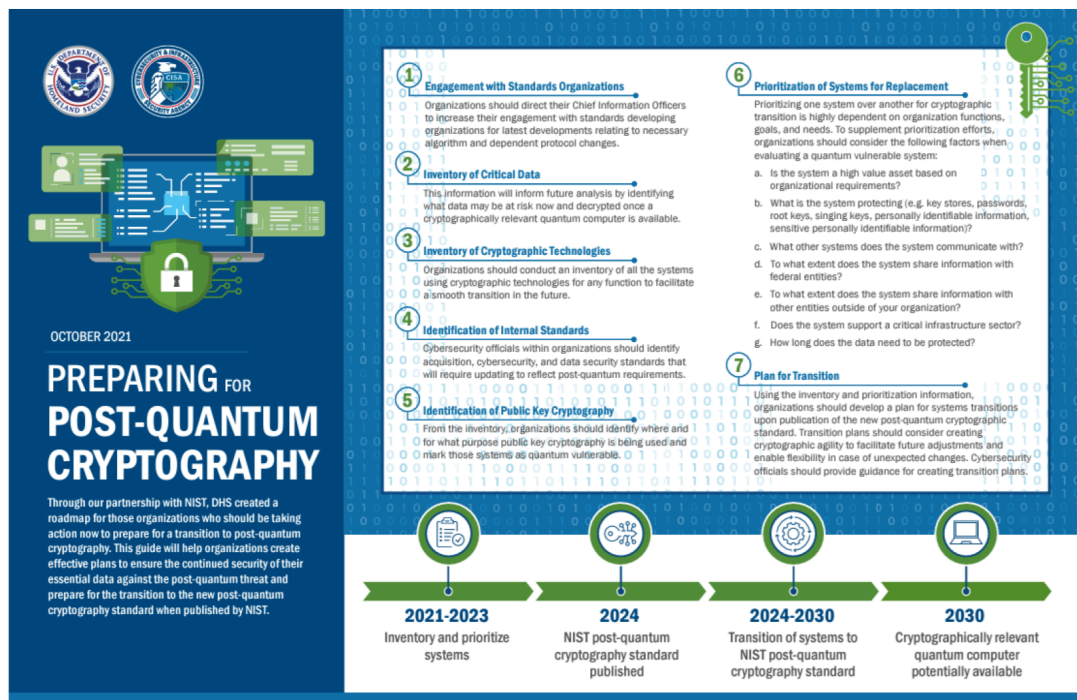 U.S. DEPARTMENT OF
HOMELAND SECURITY
CYBERSECURITY & INFRASTRUCTURE
SECURITY AGENCY
CISA
OCTOBER 2021
PREPARING FOR
POST-QUANTUM
CRYPTOGRAPHY
Through our partnership with NIST, DHS created a
roadmap for those organizations who should be taking
action now to prepare for a transition to post-quantum
cryptography. This guide will help organizations create
effective plans to ensure the continued security of their
essential data against the post-quantum threat and
prepare for the transition to the new post-quantum
cryptography standard when published by NIST.
1
Engagement with Standards Organizations
Organizations should direct their Chief Information Officers
to increase their engagement with standards developing
organizations for latest developments relating to necessary
algorithm and dependent protocol changes.
2
Inventory of Critical Data
This information will inform future analysis by identifying
what data may be at risk now and decrypted once a
cryptographically relevant quantum computer is available.
3
Inventory of Cryptographic Technologies
Organizations should conduct an inventory of all the systems
using cryptographic technologies for any function to facilitate
a smooth transition in the future.
4
Identification of Internal Standards
Cybersecurity officials within organizations should identify
acquisition, cybersecurity, and data security standards that
will require updating to reflect post-quantum requirements.
5
Identification of Public Key Cryptography
From the inventory, organizations should identify where and
for what purpose public key cryptography is being used and
mark those systems as quantum vulnerable.
6
Prioritization of Systems for Replacement
Prioritizing one system over another for cryptographic
transition is highly dependent on organization functions,
goals, and needs. To supplement prioritization efforts,
organizations should consider the following factors when
evaluating a quantum vulnerable system:
a. Is the system a high value asset based on
organizational requirements?
b. What is the system protecting (e.g. key stores, passwords,
root keys, singing keys, personally identifiable information,
sensitive personally identifiable information)?
c. What other systems does the system communicate with?
d. To what extent does the system share information with
federal entities?
e. To what extent does the system share information with
other entities outside of your organization?
f. Does the system support a critical infrastructure sector?
g. How long does the data need to be protected?
7
Plan for Transition
Using the inventory and prioritization information,
organizations should develop a plan for systems transitions
upon publication of the new post-quantum cryptographic
standard. Transition plans should consider creating
cryptographic agility to facilitate future adjustments and
enable flexibility in case of unexpected changes. Cybersecurity
officials should provide guidance for creating transition plans.
2021-2023
Inventory and prioritize
systems
2024
NIST post-quantum
cryptography standard
published
2024-2030
Transition of systems to
NIST post-quantum
cryptography standard
2030
Cryptographically relevant
quantum computer
potentially available